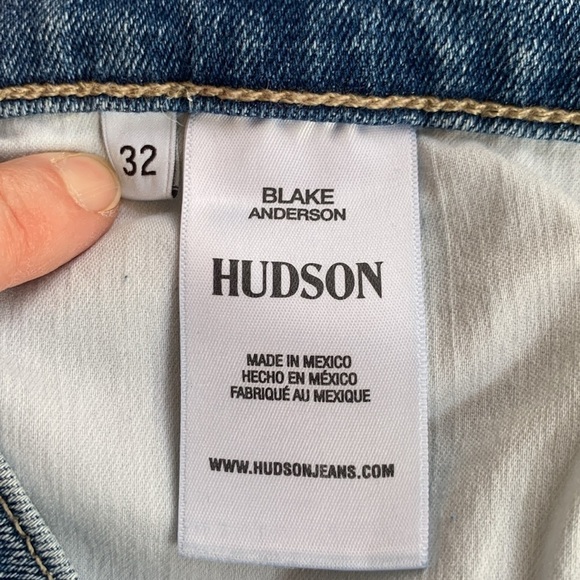 32
BLAKE
ANDERSON
HUDSON
MADE IN MEXICO
HECHO EN MÉXICO
FABRIQUÉ AU MEXIQUE
WWW.HUDSONJEANS.COM